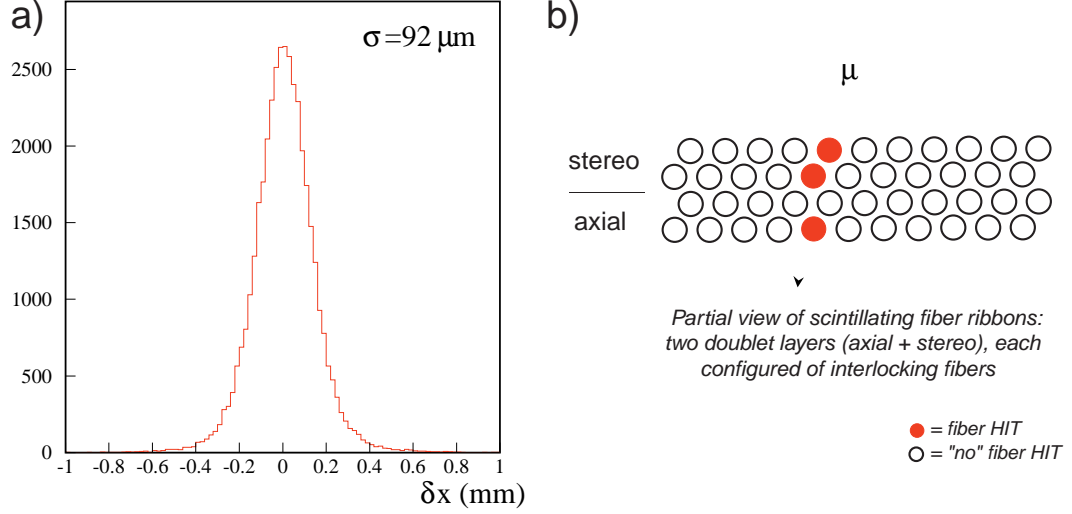 a)
σ =92 μm
2500
2000
1500
1000
500
0
-1 -0.8 -0.6 -0.4 -0.2 0 0.2 0.4 0.6 0.8 1
δx (mm)
b)
μ
stereo
axial
Partial view of scintillating fiber ribbons:
two doublet layers (axial + stereo), each
configured of interlocking fibers
= fiber HIT
= "no" fiber HIT